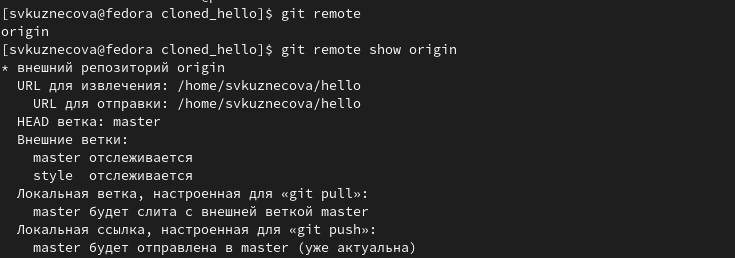 [svkuznecova@fedora cloned_hello]$ git remote
origin
[svkuznecova@fedora cloned_hello]$ git remote show origin
* внешний репозиторий origin
  URL для извлечения: /home/svkuznecova/hello
    URL для отправки: /home/svkuznecova/hello
  HEAD ветка: master
  Внешние ветки:
    master отслеживается
    style  отслеживается
  Локальная ветка, настроенная для «git pull»:
    master будет слита с внешней веткой master
  Локальная ссылка, настроенная для «git push»:
    master будет отправлена в master (уже актуальна)